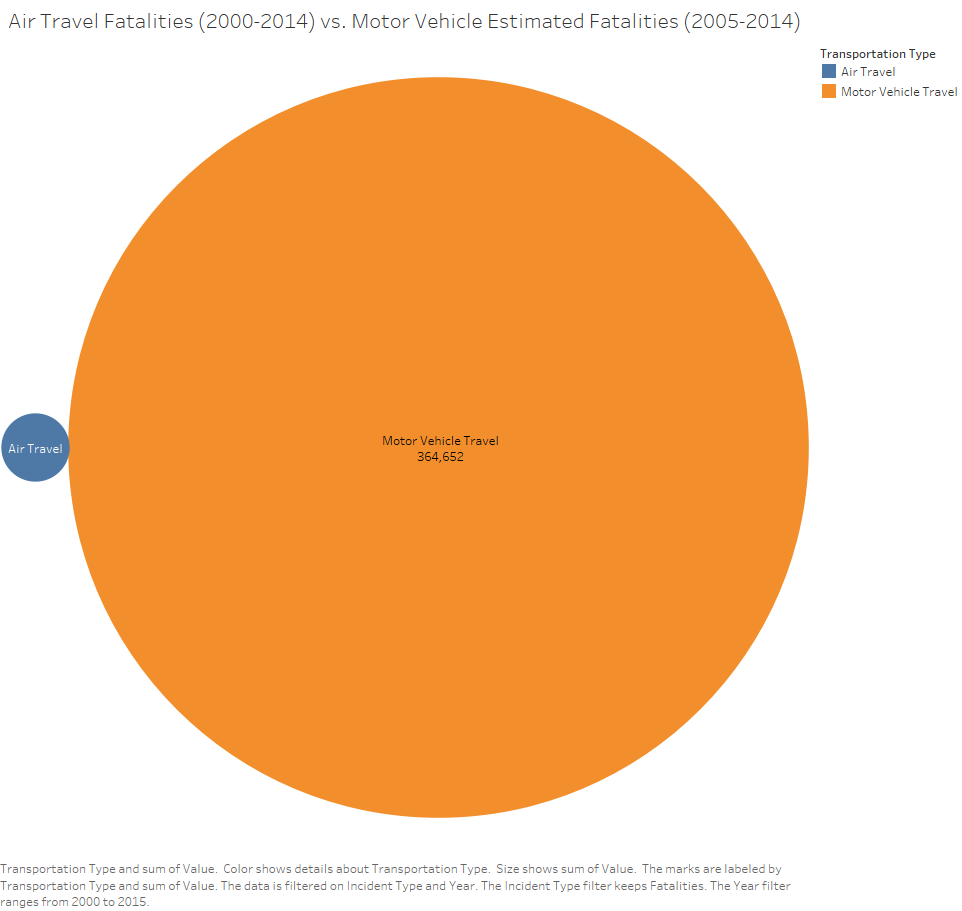 Air Travel Fatalities (2000-2014) vs. Motor Vehicle Estimated Fatalities (2005-2014)
Transportation Type
Air Travel
Motor Vehicle Travel
Motor Vehicle Travel
364,652
Air Travel
Transportation Type and sum of Value.  Color shows details about Transportation Type.  Size shows sum of Value.  The marks are labeled by
Transportation Type and sum of Value. The data is filtered on Incident Type and Year. The Incident Type filter keeps Fatalities. The Year filter
ranges from 2000 to 2015.